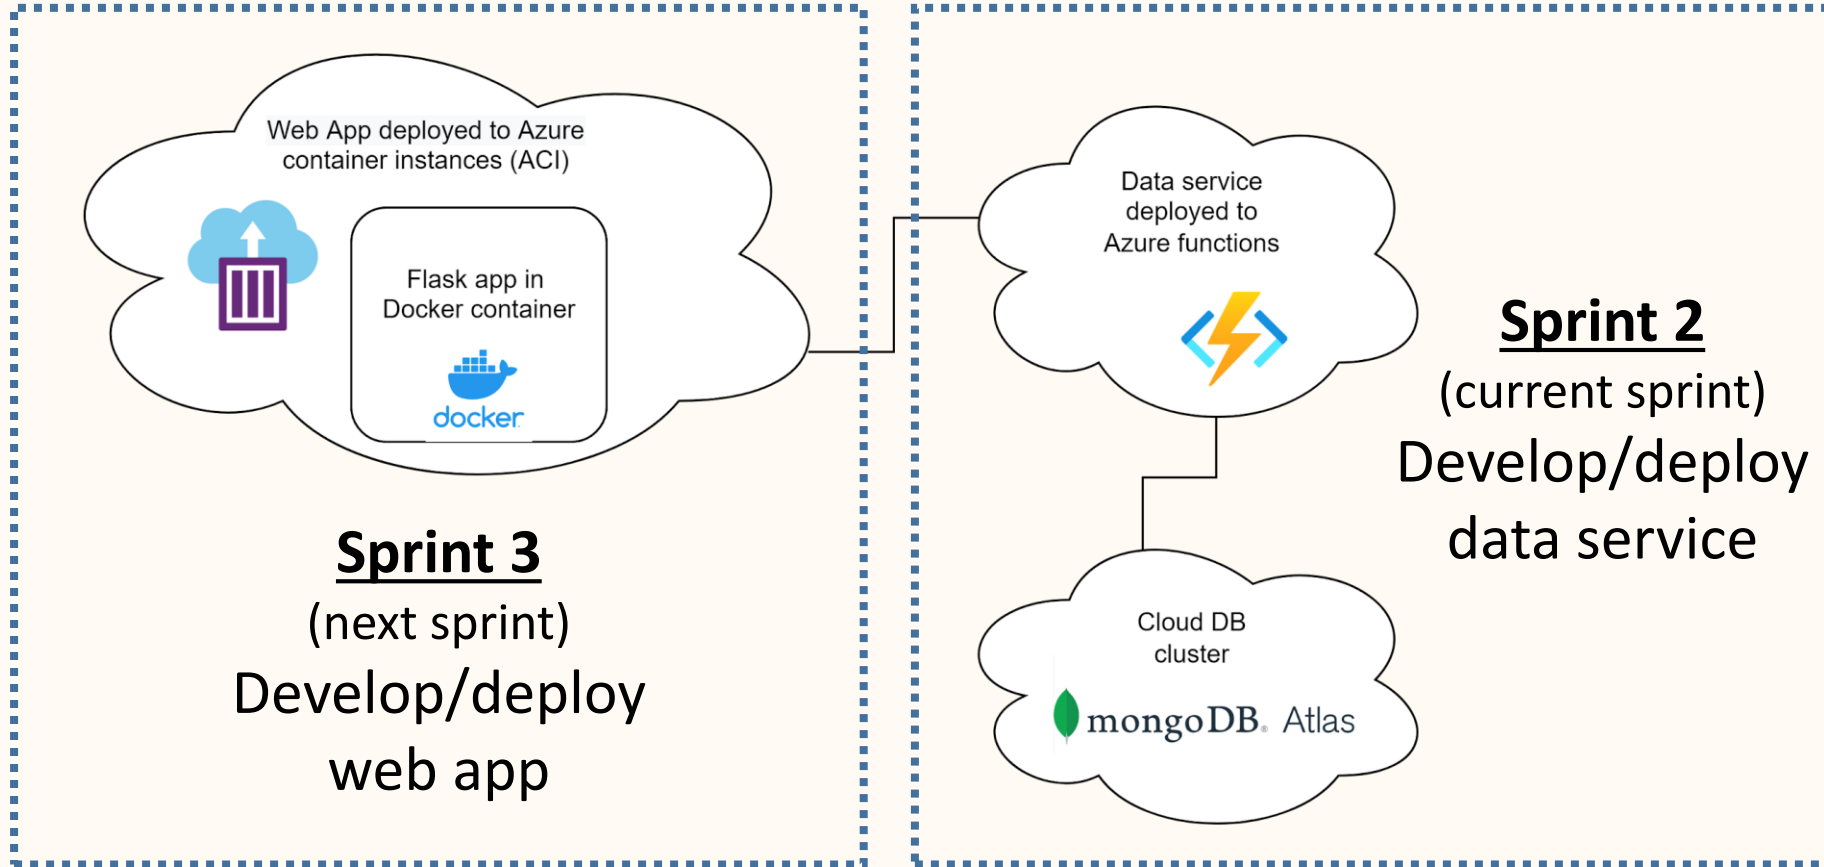 Web App deployed to Azure
container instances (ACI)
Flask app in
Docker container
docker
Sprint 3
(next sprint)
Develop/deploy
web app
Data service
deployed to
Azure functions
Sprint 2
(current sprint)
Develop/deploy
data service
Cloud DB
cluster
mongoDB® Atlas